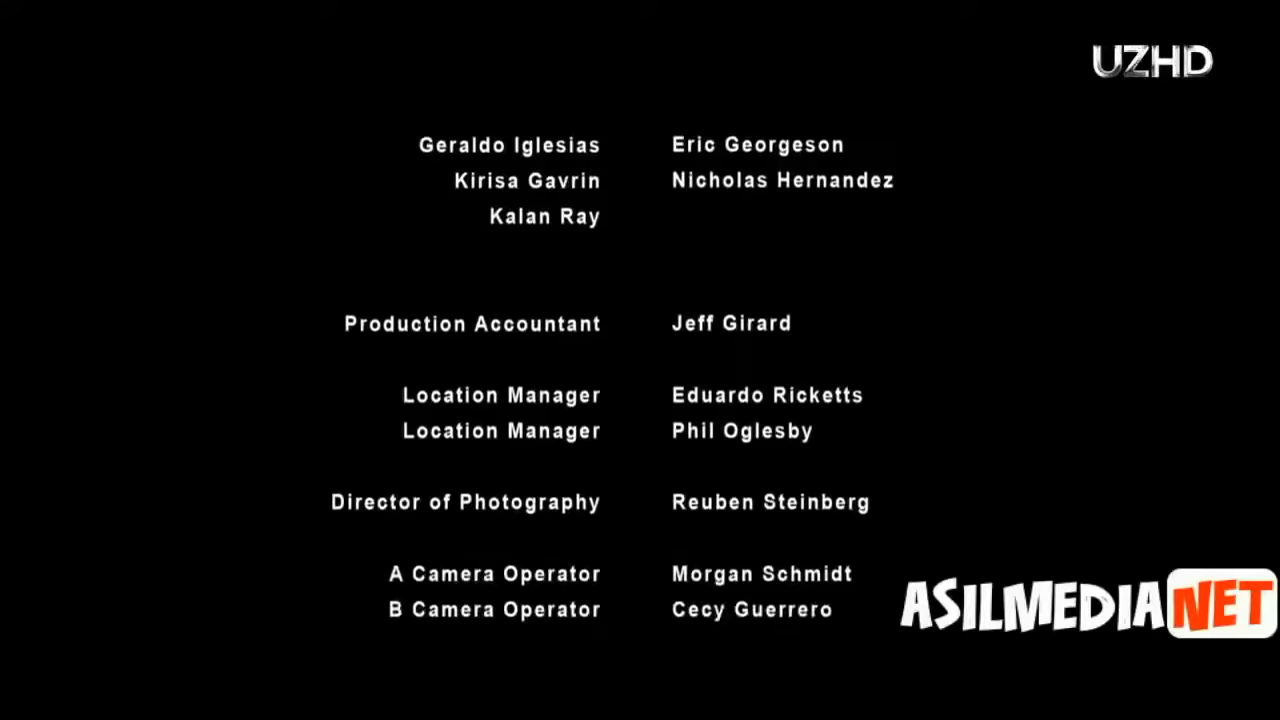 UZHD
Geraldo Iglesias Eric Georgeson
Kirisa Gavrin Nicholas Hernandez
Kalan Ray
Production Accountant Jeff Girard
Location Manager Eduardo Ricketts
Location Manager Phil Oglesby
Director of Photography Reuben Steinberg
A Camera Operator Morgan Schmidt
B Camera Operator Cecy Guerrero
ASILMEDIA NET